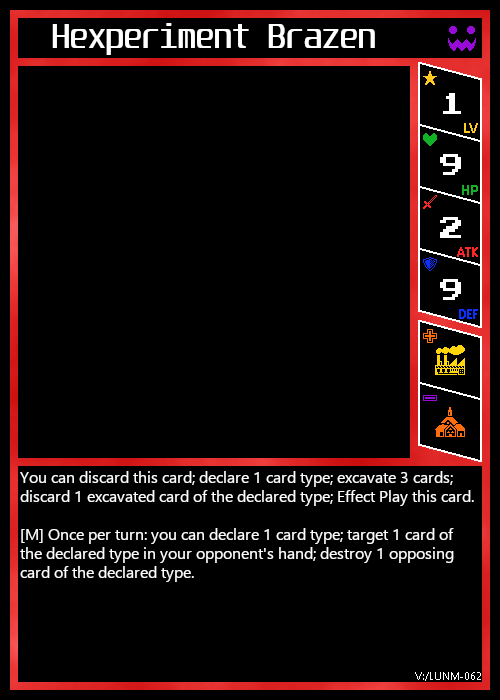 Hexperiment Brazen
1
LV
9
HP
2
ATK
9
DEF
You can discard this card; declare 1 card type; excavate 3 cards;
discard 1 excavated card of the declared type; Effect Play this card.
[M] Once per turn: you can declare 1 card type; target 1 card of
the declared type in your opponent's hand; destroy 1 opposing
card of the declared type.
V:/LUNM-062